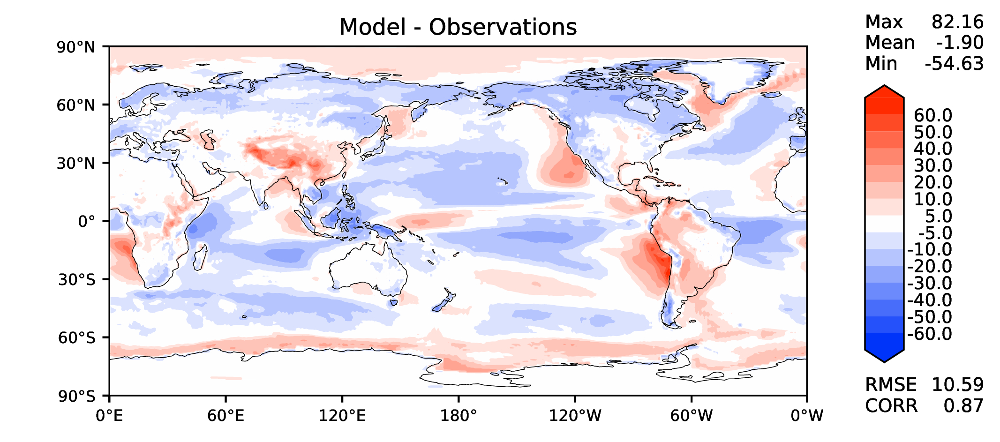 Model - Observations
Max 82.16
Mean -1.90
Min -54.63
90°N
60°N
30°N
0°
30°S
60°S
90°S
0°E 60°E 120°E 180° 120°W 60°W 0°W
60.0
50.0
40.0
30.0
20.0
10.0
5.0
-5.0
-10.0
-20.0
-30.0
-40.0
-50.0
-60.0
RMSE 10.59
CORR 0.87